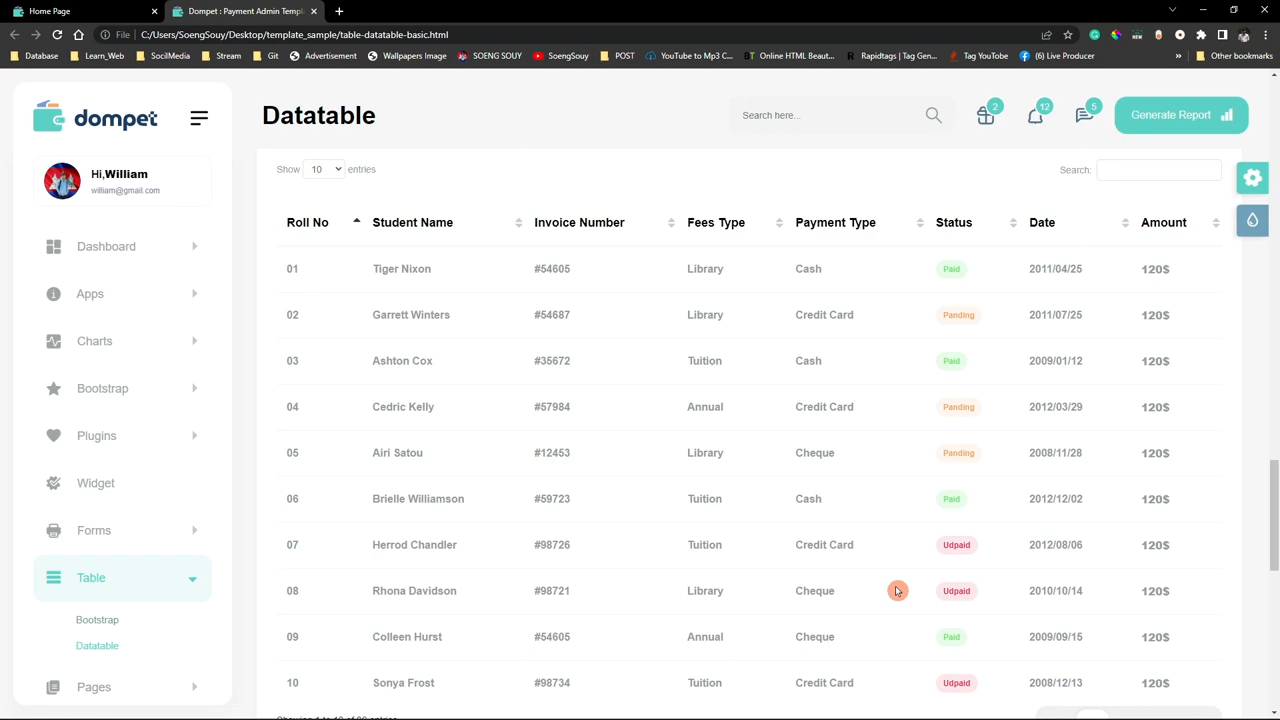 Home Page
Dompet : Payment Admin Templ
File C:/Users/SoengSouy/Desktop/template_sample/table-datatable-basic.html
Database Learn_Web SocilMedia Stream Git Advertisement Wallpapers Image SOENG SOUY SoengSouy POST YouTube to Mp3 C... Online HTML Beaut... Rapidtags | Tag Gen... Tag YouTube (6) Live Producer » Other bookmarks
dompet
Datatable
Search here...
2
12
5
Generate Report
Hi,William
william@gmail.com
Dashboard
Apps
Charts
Bootstrap
Plugins
Widget
Forms
Table
Bootstrap
Datatable
Pages
Show 10 entries
Search:
Roll No Student Name Invoice Number Fees Type Payment Type Status Date Amount
01 Tiger Nixon #54605 Library Cash Paid 2011/04/25 120$
02 Garrett Winters #54687 Library Credit Card Panding 2011/07/25 120$
03 Ashton Cox #35672 Tuition Cash Paid 2009/01/12 120$
04 Cedric Kelly #57984 Annual Credit Card Panding 2012/03/29 120$
05 Airi Satou #12453 Library Cheque Panding 2008/11/28 120$
06 Brielle Williamson #59723 Tuition Cash Paid 2012/12/02 120$
07 Herrod Chandler #98726 Tuition Credit Card Udpaid 2012/08/06 120$
08 Rhona Davidson #98721 Library Cheque Udpaid 2010/10/14 120$
09 Colleen Hurst #54605 Annual Cheque Paid 2009/09/15 120$
10 Sonya Frost #98734 Tuition Credit Card Udpaid 2008/12/13 120$